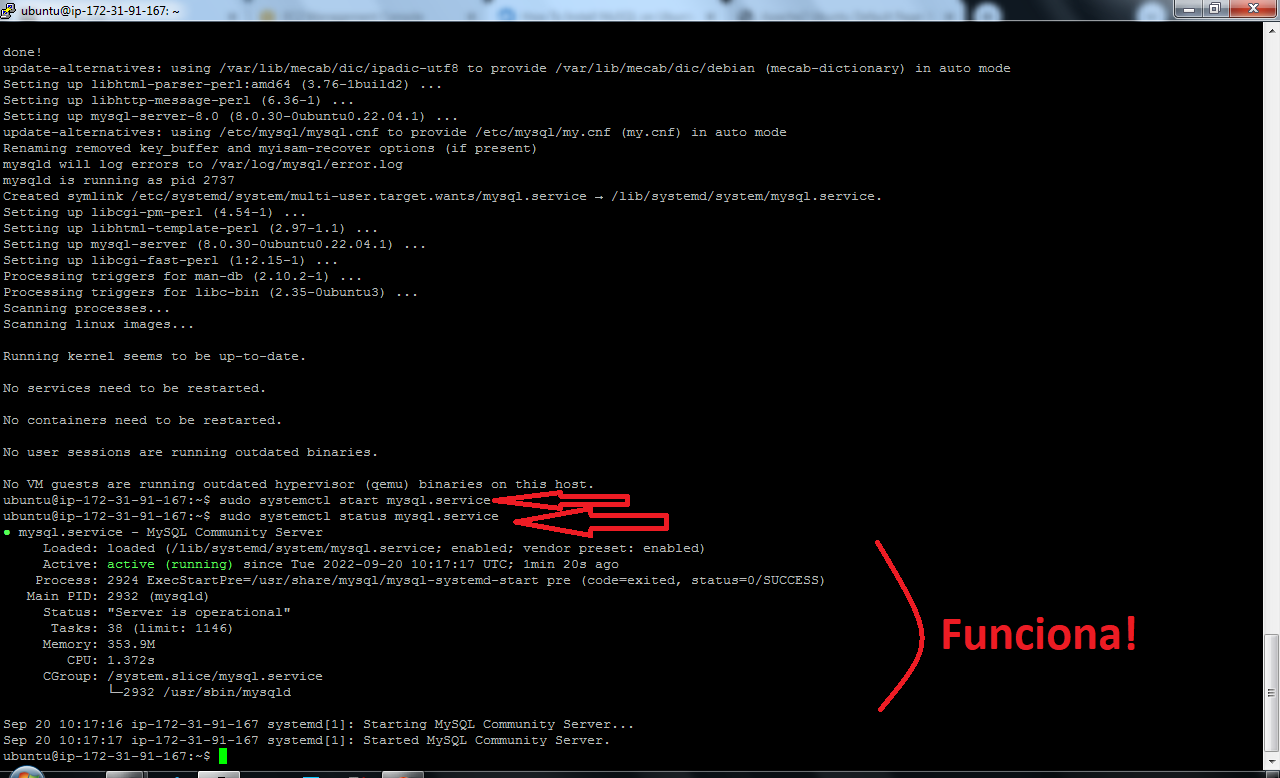 ubuntu@ip-172-31-91-167: ~
done!
update-alternatives: using /var/lib/mecab/dic/ipadic-utf8 to provide /var/lib/mecab/dic/debian (mecab-dictionary) in auto mode
Setting up libhtml-parser-perl:amd64 (3.76-1build2) ...
Setting up libhttp-message-perl (6.36-1) ...
Setting up mysql-server-8.0 (8.0.30-0ubuntu0.22.04.1) ...
update-alternatives: using /etc/mysql/mysql.cnf to provide /etc/mysql/my.cnf (my.cnf) in auto mode
Renaming removed key_buffer and myisam-recover options (if present)
mysqld will log errors to /var/log/mysql/error.log
mysqld is running as pid 2737
Created symlink /etc/systemd/system/multi-user.target.wants/mysql.service → /lib/systemd/system/mysql.service.
Setting up libcgi-pm-perl (4.54-1) ...
Setting up libhtml-template-perl (2.97-1.1) ...
Setting up mysql-server (8.0.30-0ubuntu0.22.04.1) ...
Setting up libcgi-fast-perl (1:2.15-1) ...
Processing triggers for man-db (2.10.2-1) ...
Processing triggers for libc-bin (2.35-0ubuntu3) ...
Scanning processes...
Scanning linux images...
Running kernel seems to be up-to-date.
No services need to be restarted.
No containers need to be restarted.
No user sessions are running outdated binaries.
No VM guests are running outdated hypervisor (qemu) binaries on this host.
ubuntu@ip-172-31-91-167:~$ sudo systemctl start mysql.service
ubuntu@ip-172-31-91-167:~$ sudo systemctl status mysql.service
● mysql.service - MySQL Community Server
Loaded: loaded (/lib/systemd/system/mysql.service; enabled; vendor preset: enabled)
Active: active (running) since Tue 2022-09-20 10:17:17 UTC; 1min 20s ago
Process: 2924 ExecStartPre=/usr/share/mysql/mysql-systemd-start pre (code=exited, status=0/SUCCESS)
Main PID: 2932 (mysqld)
Status: "Server is operational"
Tasks: 38 (limit: 1146)
Memory: 353.9M
CPU: 1.372s
CGroup: /system.slice/mysql.service
└─2932 /usr/sbin/mysqld
Funciona!
Sep 20 10:17:16 ip-172-31-91-167 systemd[1]: Starting MySQL Community Server...
Sep 20 10:17:17 ip-172-31-91-167 systemd[1]: Started MySQL Community Server.
ubuntu@ip-172-31-91-167:~$